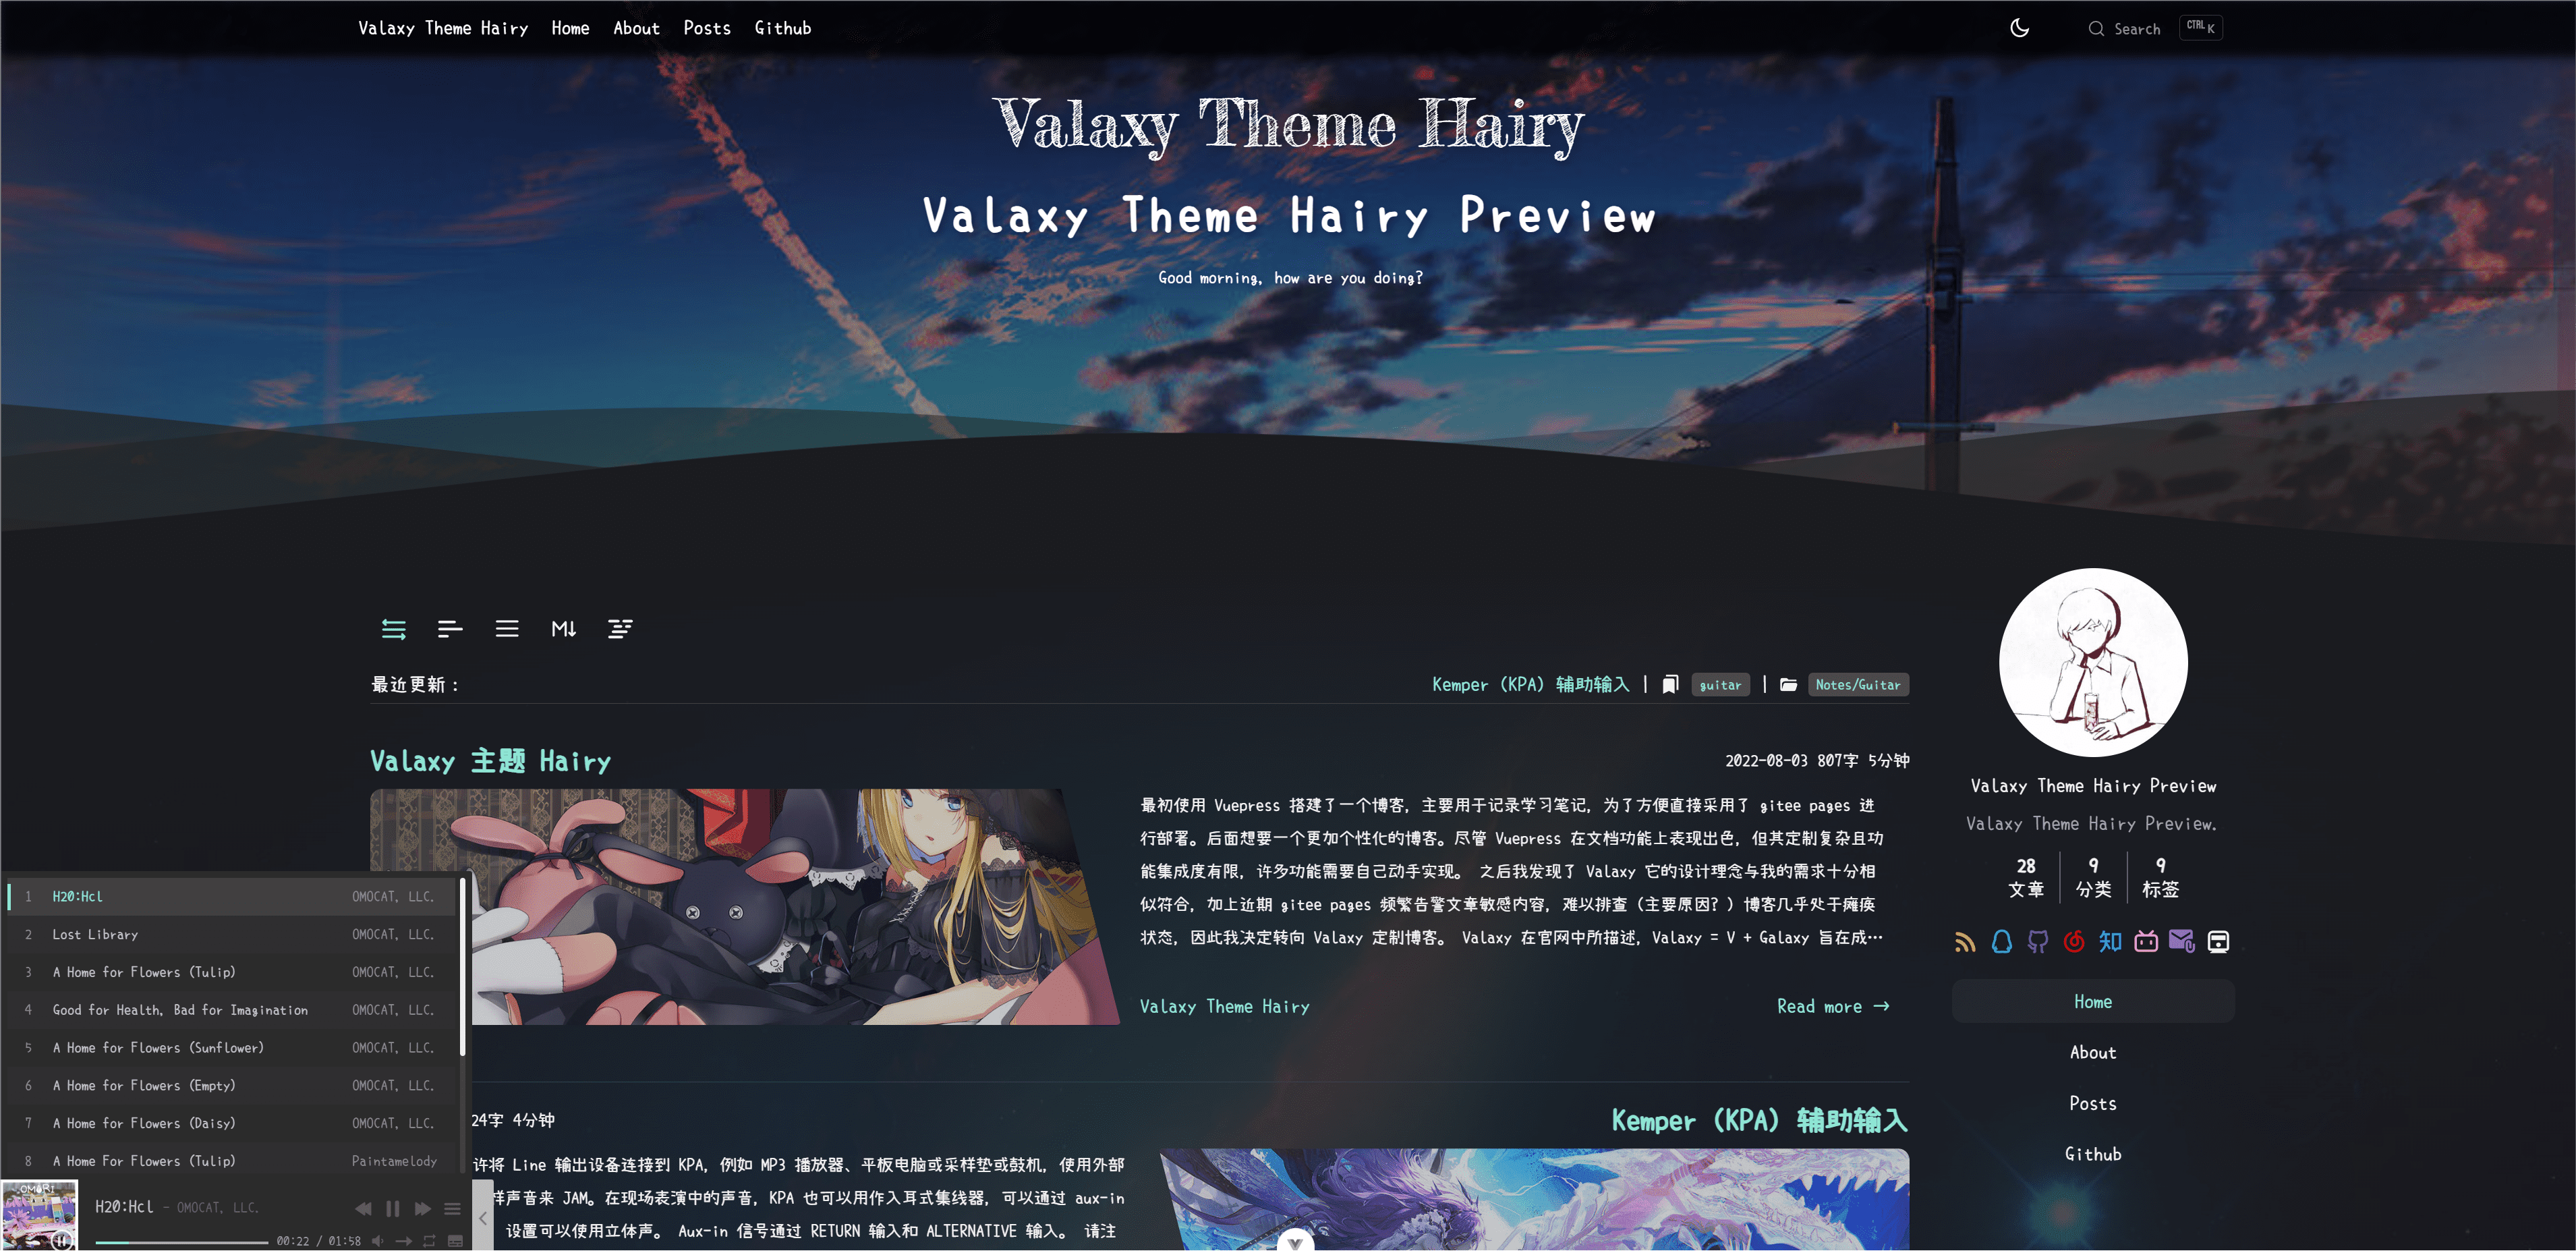 Valaxy Theme Hairy Home About Posts Github
Search CTRL K
Valaxy Theme Hairy
Valaxy Theme Hairy Preview
Good morning, how are you doing?
M↓
最近更新：
Kemper (KPA) 辅助输入 | guitar | Notes/Guitar
Valaxy 主题 Hairy
2022-08-03 807字 5分钟
最初使用 Vuepress 搭建了一个博客，主要用于记录学习笔记，为了方便直接采用了 gitee pages 进
行部署。后面想要一个更加个性化的博客。尽管 Vuepress 在文档功能上表现出色，但其定制复杂且功
能集成度有限，许多功能需要自己动手实现。 之后我发现了 Valaxy 它的设计理念与我的需求十分相
似符合，加上近期 gitee pages 频繁告警文章敏感内容，难以排查（主要原因？）博客几乎处于瘫痪
状态，因此我决定转向 Valaxy 定制博客。 Valaxy 在官网中所描述，Valaxy = V + Galaxy 旨在成…
Valaxy Theme Hairy
Read more →
24字 4分钟
Kemper (KPA) 辅助输入
许将 Line 输出设备连接到 KPA，例如 MP3 播放器、平板电脑或采样垫或鼓机，使用外部
样声音来 JAM。在现场表演中的声音，KPA 也可以用作入耳式集线器，可以通过 aux-in
设置可以使用立体声。 Aux-in 信号通过 RETURN 输入和 ALTERNATIVE 输入。 请注
Valaxy Theme Hairy Preview
Valaxy Theme Hairy Preview.
28 9 9
文章 分类 标签
知
Home
About
Posts
Github
1 H20:Hcl OMOCAT, LLC.
2 Lost Library OMOCAT, LLC.
3 A Home for Flowers (Tulip) OMOCAT, LLC.
4 Good for Health, Bad for Imagination OMOCAT, LLC.
5 A Home for Flowers (Sunflower) OMOCAT, LLC.
6 A Home for Flowers (Empty) OMOCAT, LLC.
7 A Home for Flowers (Daisy) OMOCAT, LLC.
8 A Home For Flowers (Tulip) Paintamelody
OMORI
H20:Hcl - OMOCAT, LLC.
00:22 / 01:58